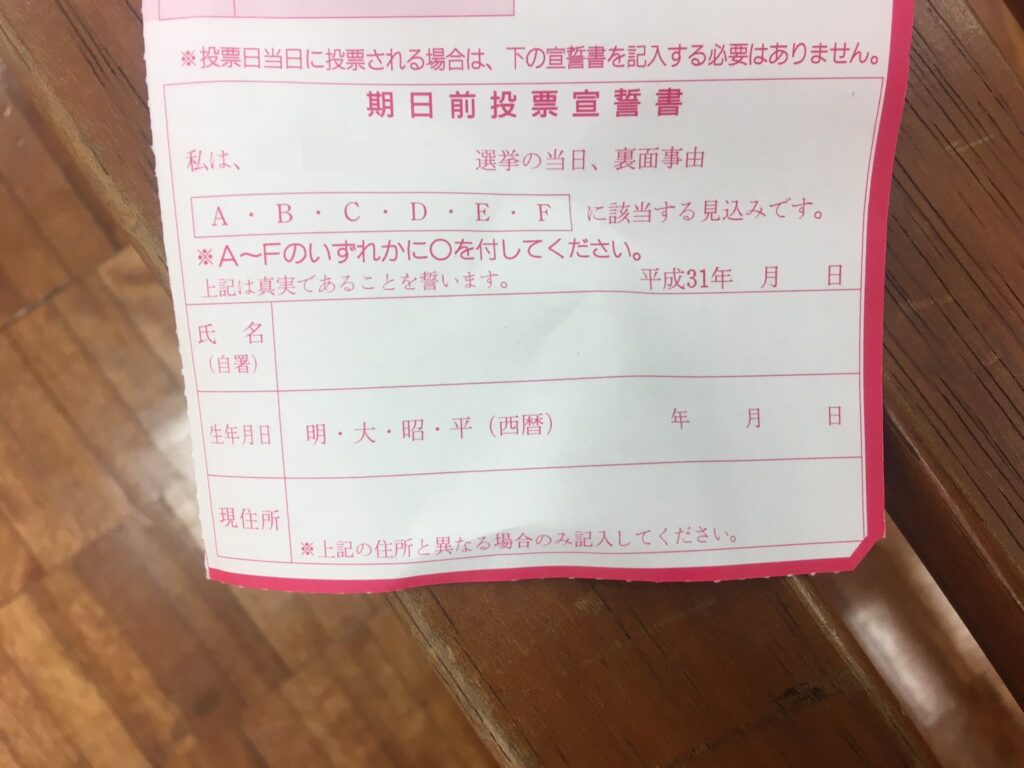 ※投票日当日に投票される場合は、下の宣誓書を記入する必要はありません。
期日前投票宣誓書
私は、 選挙の当日、裏面事由
A・B・C・D・E・F に該当する見込みです。
※A〜Fのいずれかに〇を付してください。
上記は真実であることを誓います。 平成31年 月 日
氏 名
(自署)
生年月日 明・大・昭・平(西暦) 年 月 日
現住所
※上記の住所と異なる場合のみ記入してください。